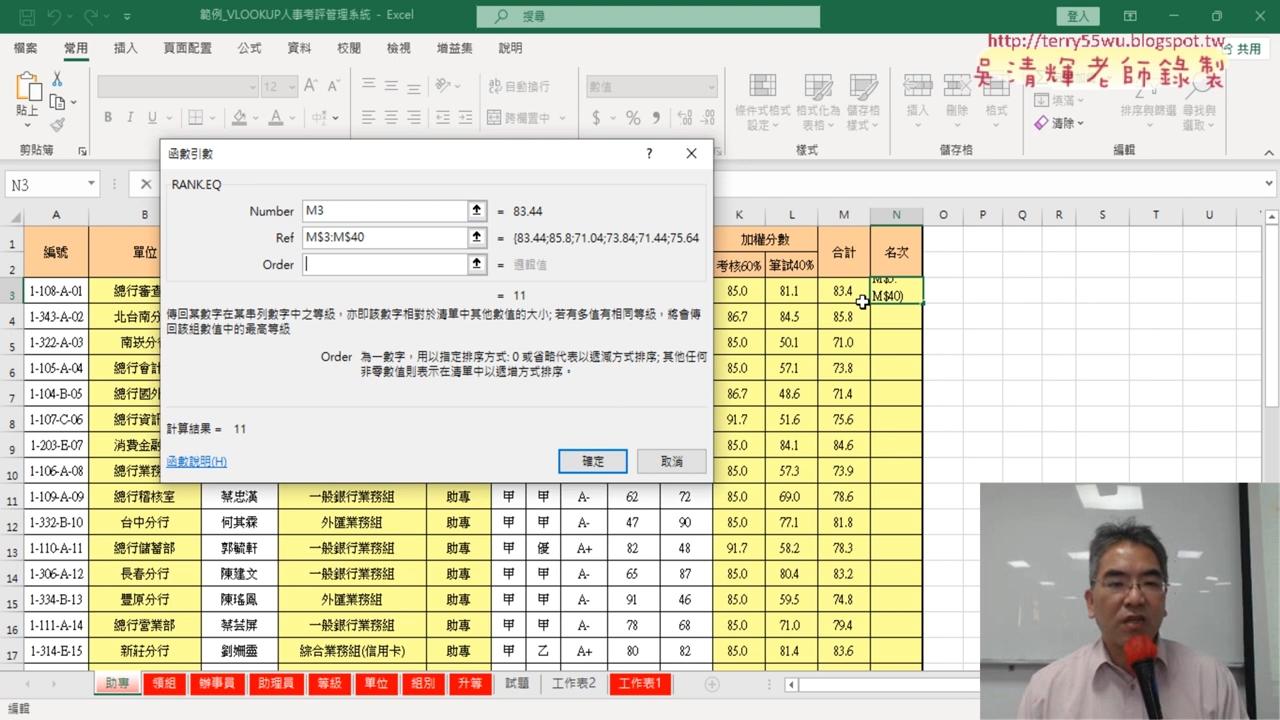 範例_VLOOKUP人事考評管理系統 - Excel
搜尋
登入
檔案 常用 插入 頁面配置 公式 資料 校閱 檢視 增益集 說明
http://terry55wu.blogspot.tw
共用
吳清輝老師錄製
貼上
12
自動換行
跨欄置中
數值
條件式格式設定
格式化為表格
儲存格樣式
插入 刪除 格式
填滿
清除
排序與篩選
尋找與選取
剪貼簿 樣式 儲存格 編輯
N3
函數引數
RANK.EQ
Number M3 = 83.44
Ref M$3:M$40 = {83.44;85.8;71.04;73.84;71.44;75.64
Order = 邏輯值
= 11
傳回某數字在某串列數字中之等級，亦即該數字相對於清單中其他數值的大小; 若有多值有相同等級，將會傳
回該組數值中的最高等級
Order 為一數字，用以指定排序方式: 0 或省略代表以遞減方式排序; 其他任何
非零數值則表示在清單中以遞增方式排序。
計算結果 = 11
函數說明(H)
確定 取消
A B K L M N O P Q R S T U
1 編號 單位 加權分數 合計 名次
2 考核60% 筆試40%
3 1-108-A-01 總行審查 85.0 81.1 83.4 M$40)
4 1-343-A-02 北台南分 86.7 84.5 85.8
5 1-322-A-03 南崁分 85.0 50.1 71.0
6 1-105-A-04 總行會計 85.0 57.1 73.8
7 1-104-B-05 總行國外 86.7 48.6 71.4
8 1-107-C-06 總行資訊 91.7 51.6 75.6
9 1-203-E-07 消費金融 85.0 84.1 84.6
10 1-106-A-08 總行業務 85.0 57.3 73.9
11 1-109-A-09 總行稽核室 蔡忠漢 一般銀行業務組 助專 甲 甲 A- 62 72 85.0 69.0 78.6
12 1-332-B-10 台中分行 何其霖 外匯業務組 助專 甲 甲 A- 47 90 85.0 77.1 81.8
13 1-110-A-11 總行儲蓄部 郭毓軒 一般銀行業務組 助專 甲 優 A+ 82 48 91.7 58.2 78.3
14 1-306-A-12 長春分行 陳建文 一般銀行業務組 助專 甲 甲 A- 65 87 85.0 80.4 83.2
15 1-334-B-13 豐原分行 陳瑤鳳 外匯業務組 助專 甲 甲 A- 91 46 85.0 59.5 74.8
16 1-111-A-14 總行營業部 蔡芸屏 一般銀行業務組 助專 甲 甲 A- 78 68 85.0 71.0 79.4
17 1-314-E-15 新莊分行 劉姍靈 綜合業務組(信用卡) 助專 甲 乙 A+ 80 82 85.0 81.4 83.6
助專 領組 辦事員 助理員 等級 單位 組別 升等 試題 工作表2 工作表1
編輯